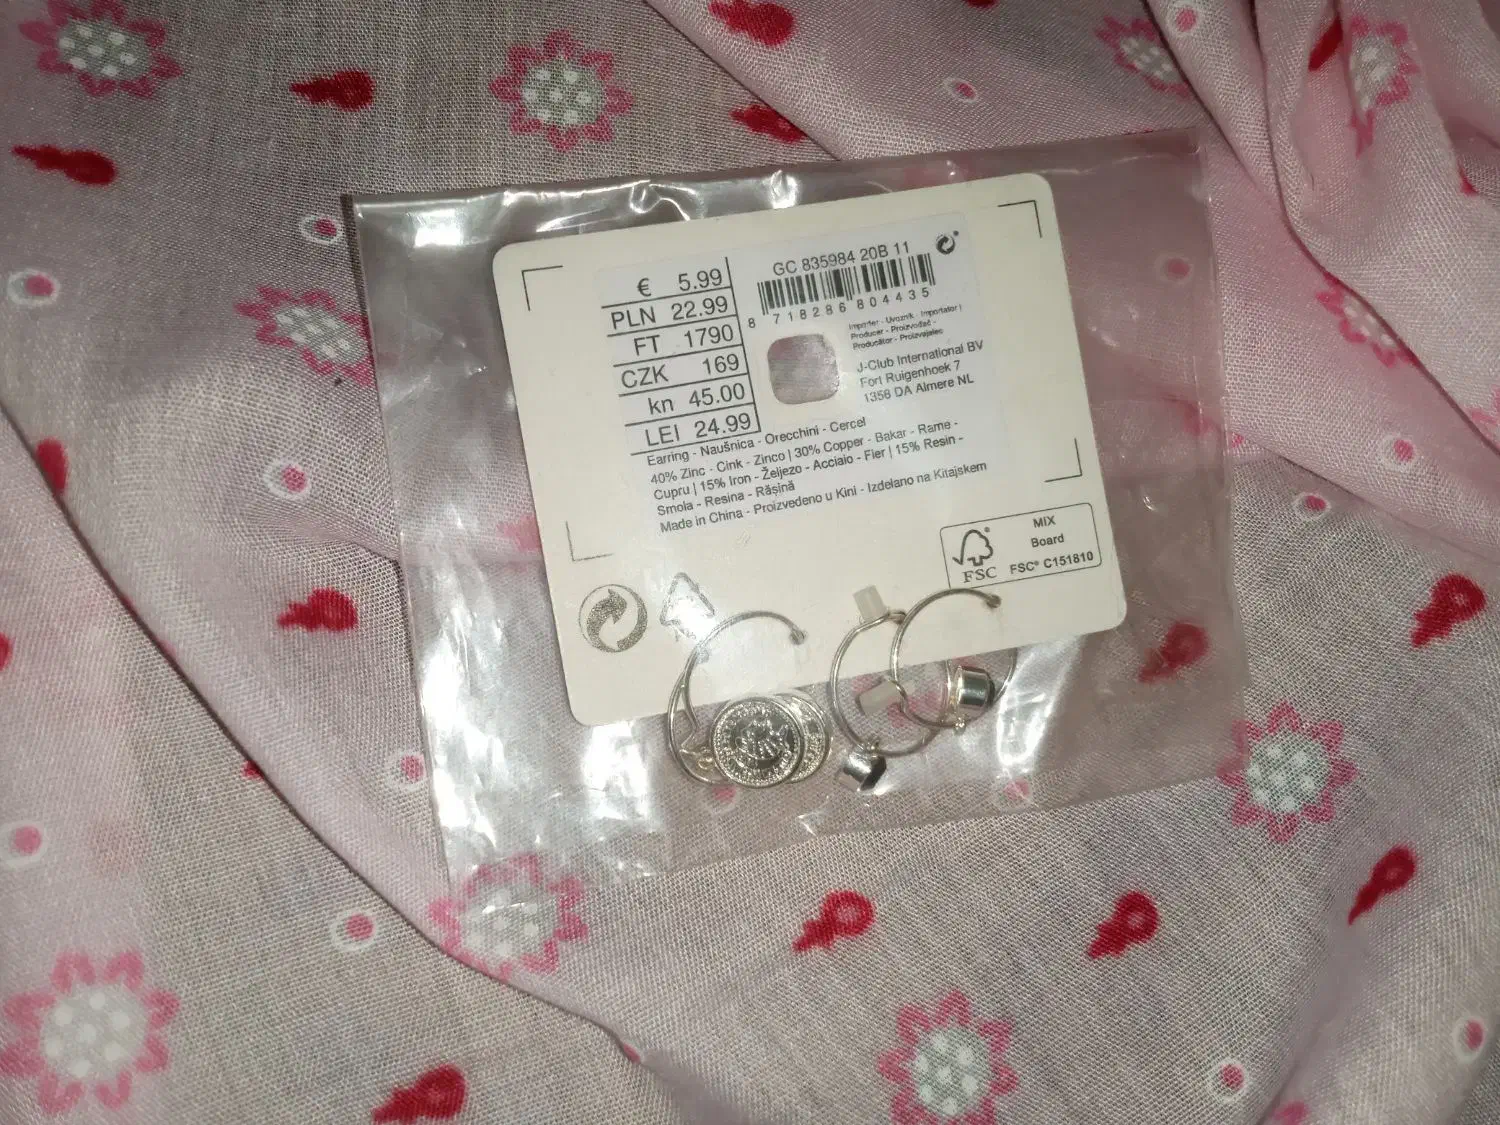 € 5.99
PLN 22.99
FT 1790
CZK 169
kn 45.00
LEI 24.99
GC 835984 20B 11
8 718286 804435
Importer - Uvoznik - Importator |
Producer - Proizvođač -
Producător - Proizvajalec
J-Club International BV
Fort Ruigenhoek 7
1358 DA Almere NL
Earring - Naušnica - Orecchini - Cercel
40% Zinc - Cink - Zinco | 30% Copper - Bakar - Rame -
Cupru | 15% Iron - Željezo - Acciaio - Fier | 15% Resin -
Smola - Resina - Rășină
Made in China - Proizvedeno u Kini - Izdelano na Kitajskem
FSC®
MIX
Board
FSC® C151810